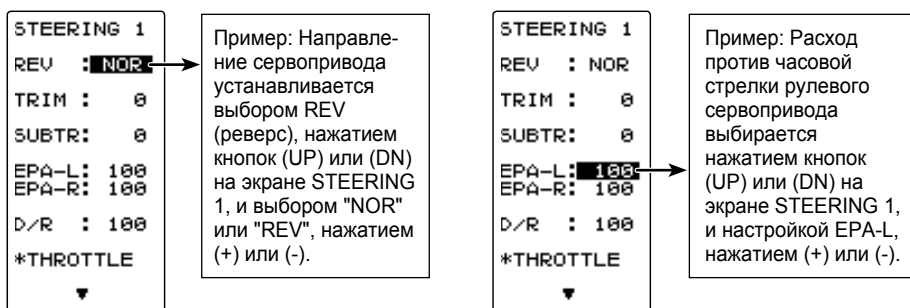 STEERING 1
REV : NOR
TRIM : 0
SUBTR: 0
EPA-L: 100
EPA-R: 100
D/R : 100
*THROTTLE
▼
Пример: Направле-
ние сервопривода
устанавливается
выбором REV
(реверс), нажатием
кнопок (UP) или (DN)
на экране STEERING
1, и выбором "NOR"
или "REV", нажатием
(+) или (-).
STEERING 1
REV : NOR
TRIM : 0
SUBTR: 0
EPA-L: 100
EPA-R: 100
D/R : 100
*THROTTLE
▼
Пример: Расход
против часовой
стрелки рулевого
сервопривода
выбирается
нажатием кнопок
(UP) или (DN) на
экране STEERING 1,
и настройкой EPA-L,
нажатием (+) или (-).